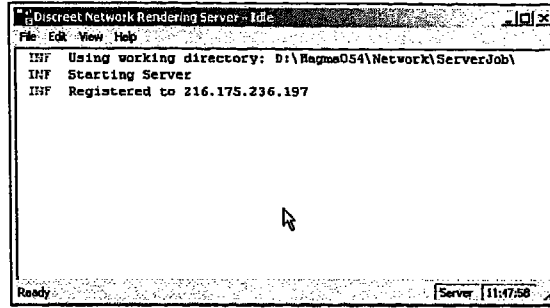 Discreet Network Rendering Server - Idle
File Edit View Help
INF Using working directory: D:\Magma054\Network\ServerJob\
INF Starting Server
INF Registered to 216.175.236.197
Ready Server 11:47:58